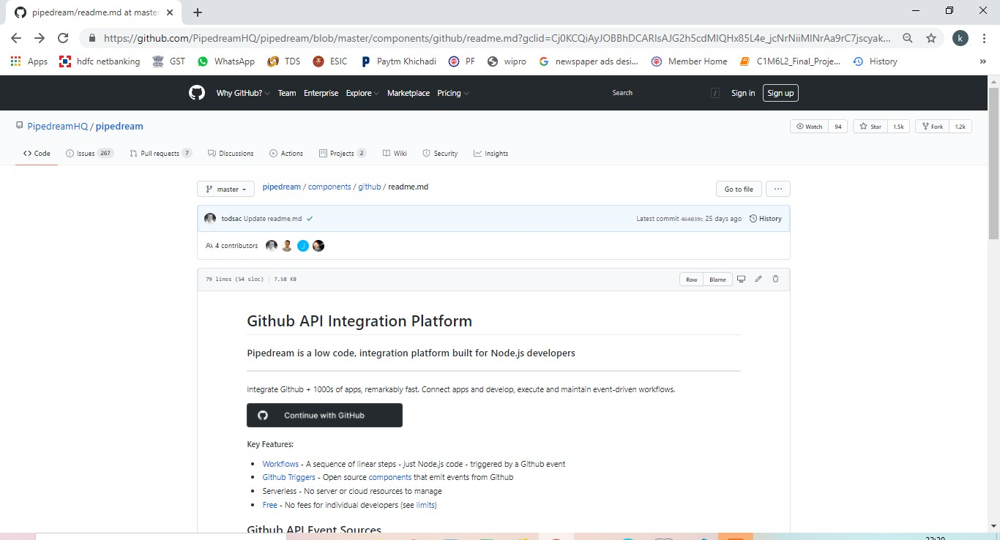 pipedream/readme.md at master
https://github.com/PipedreamHQ/pipedream/blob/master/components/github/readme.md?gclid=Cj0KCQiAyJOBBhDCARIsAJG2h5cdMIQHx85L4e_jcNrNiiMlNrAa9rC7jscyak... k
Apps hdfc netbanking GST WhatsApp TDS ESIC Paytm Khichadi PF wipro newspaper ads desi... Member Home C1M6L2_Final_Proje... History »
Why GitHub? Team Enterprise Explore Marketplace Pricing Search / Sign in Sign up
PipedreamHQ / pipedream Watch 94 Star 1.5k Fork 1.2k
<> Code Issues 267 Pull requests 7 Discussions Actions Projects 2 Wiki Security Insights
master pipedream / components / github / readme.md Go to file ...
todsac Update readme.md Latest commit 464039c 25 days ago History
4 contributors J
79 lines (54 sloc) 7.58 KB Raw Blame
Github API Integration Platform
Pipedream is a low code, integration platform built for Node.js developers
Integrate Github + 1000s of apps, remarkably fast. Connect apps and develop, execute and maintain event-driven workflows.
Continue with GitHub
Key Features:
• Workflows - A sequence of linear steps - just Node.js code - triggered by a Github event
• Github Triggers - Open source components that emit events from Github
• Serverless - No server or cloud resources to manage
• Free - No fees for individual developers (see limits)
Github API Event Sources